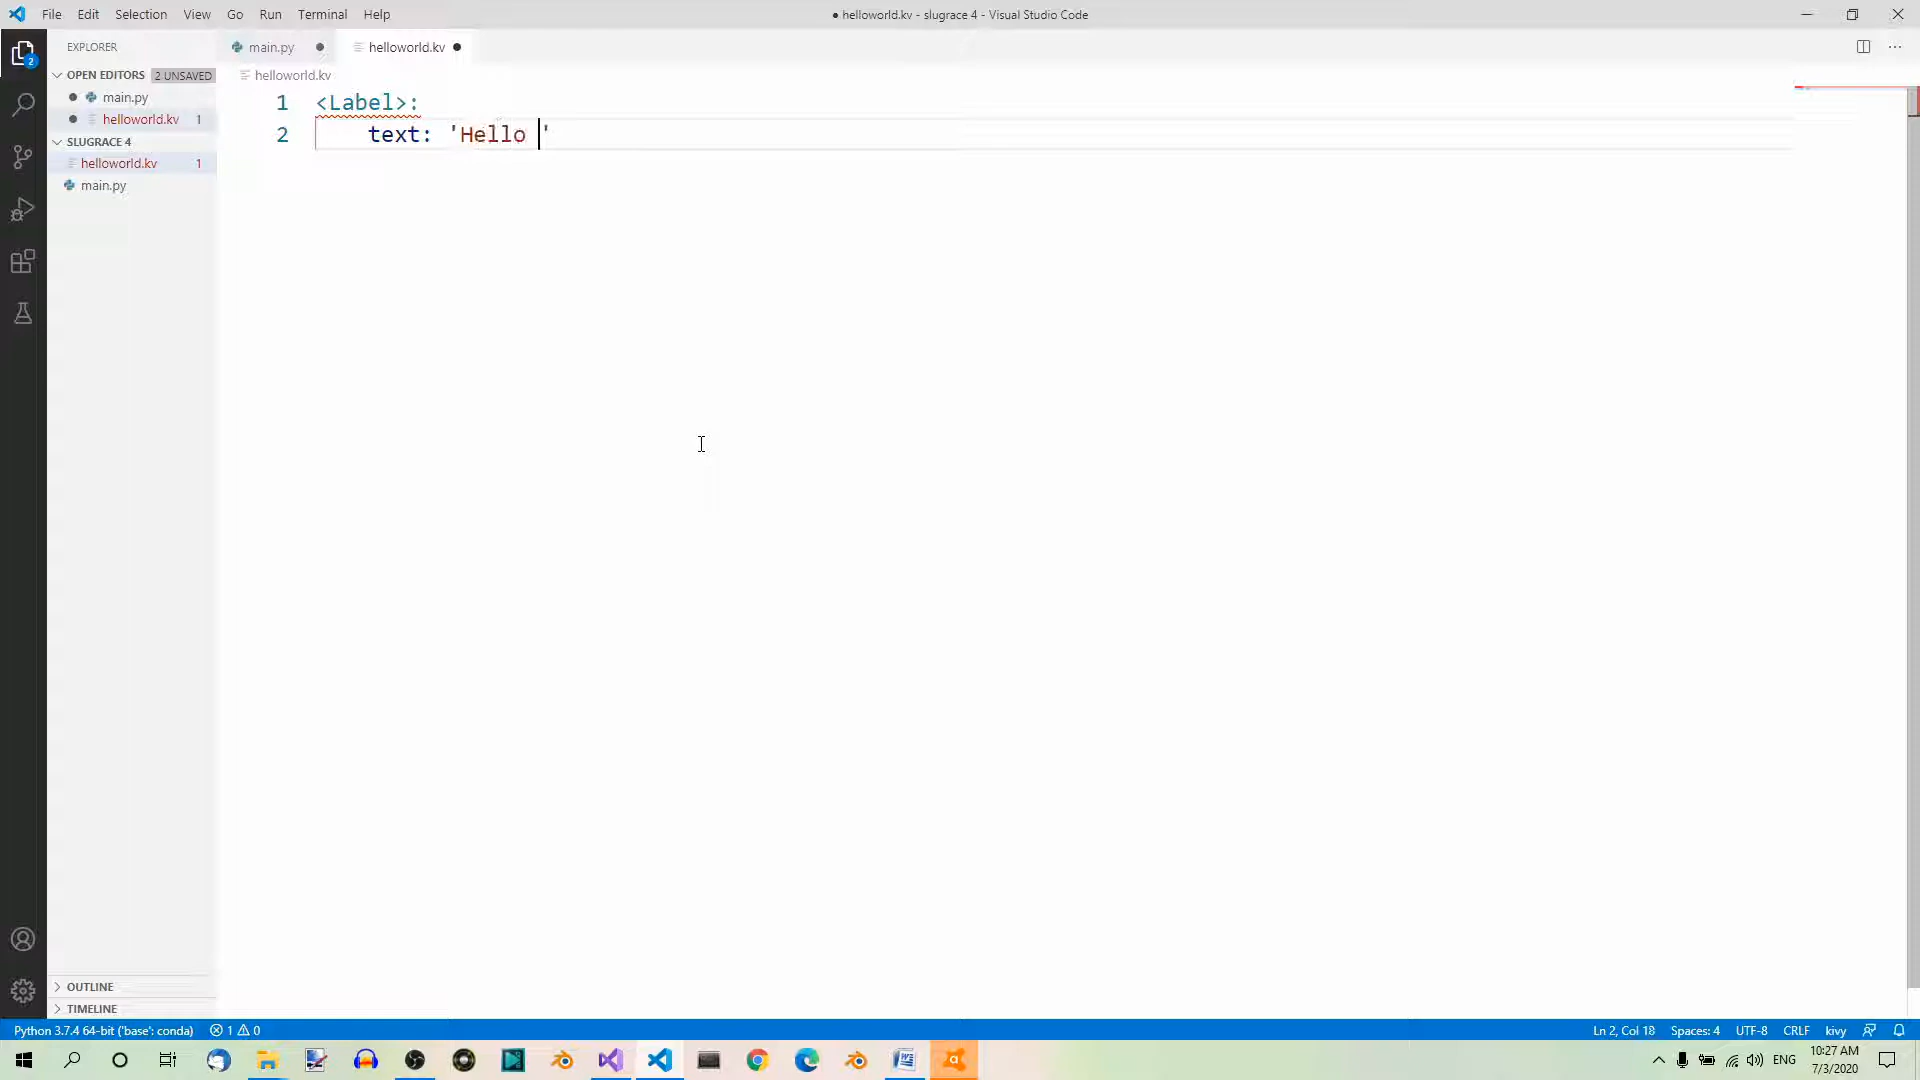 File Edit Selection View Go Run Terminal Help
● helloworld.kv - slugrace 4 - Visual Studio Code
EXPLORER
OPEN EDITORS 2 UNSAVED
main.py
helloworld.kv 1
SLUGRACE 4
helloworld.kv 1
main.py
OUTLINE
TIMELINE
main.py
helloworld.kv
helloworld.kv
1 <Label>:
2 text: 'Hello '
2
Python 3.7.4 64-bit ('base': conda) 1 0
Ln 2, Col 18 Spaces: 4 UTF-8 CRLF kivy
ENG
10:27 AM
7/3/2020